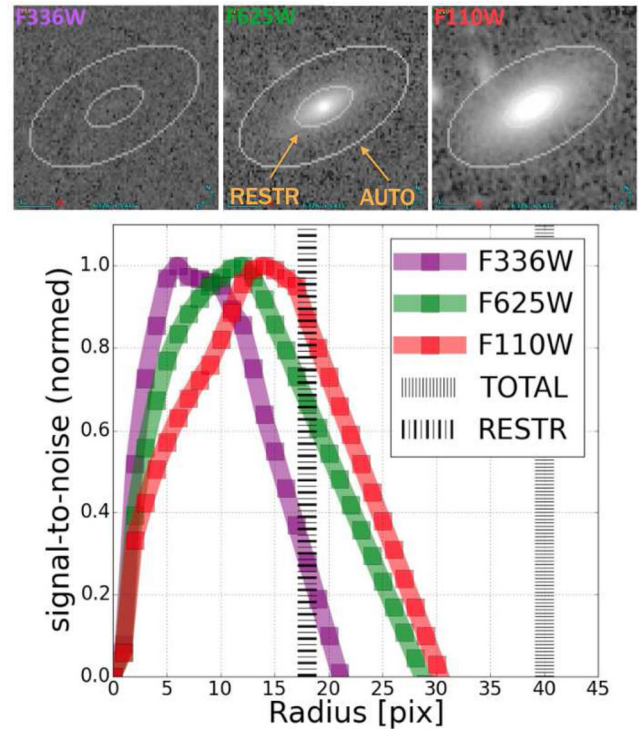 F336W F625W F110W
RESTR AUTO
signal-to-noise (normed)
1.0
0.8
0.6
0.4
0.2
0.0
F336W
F625W
F110W
TOTAL
RESTR
0 5 10 15 20 25 30 35 40 45
Radius [pix]